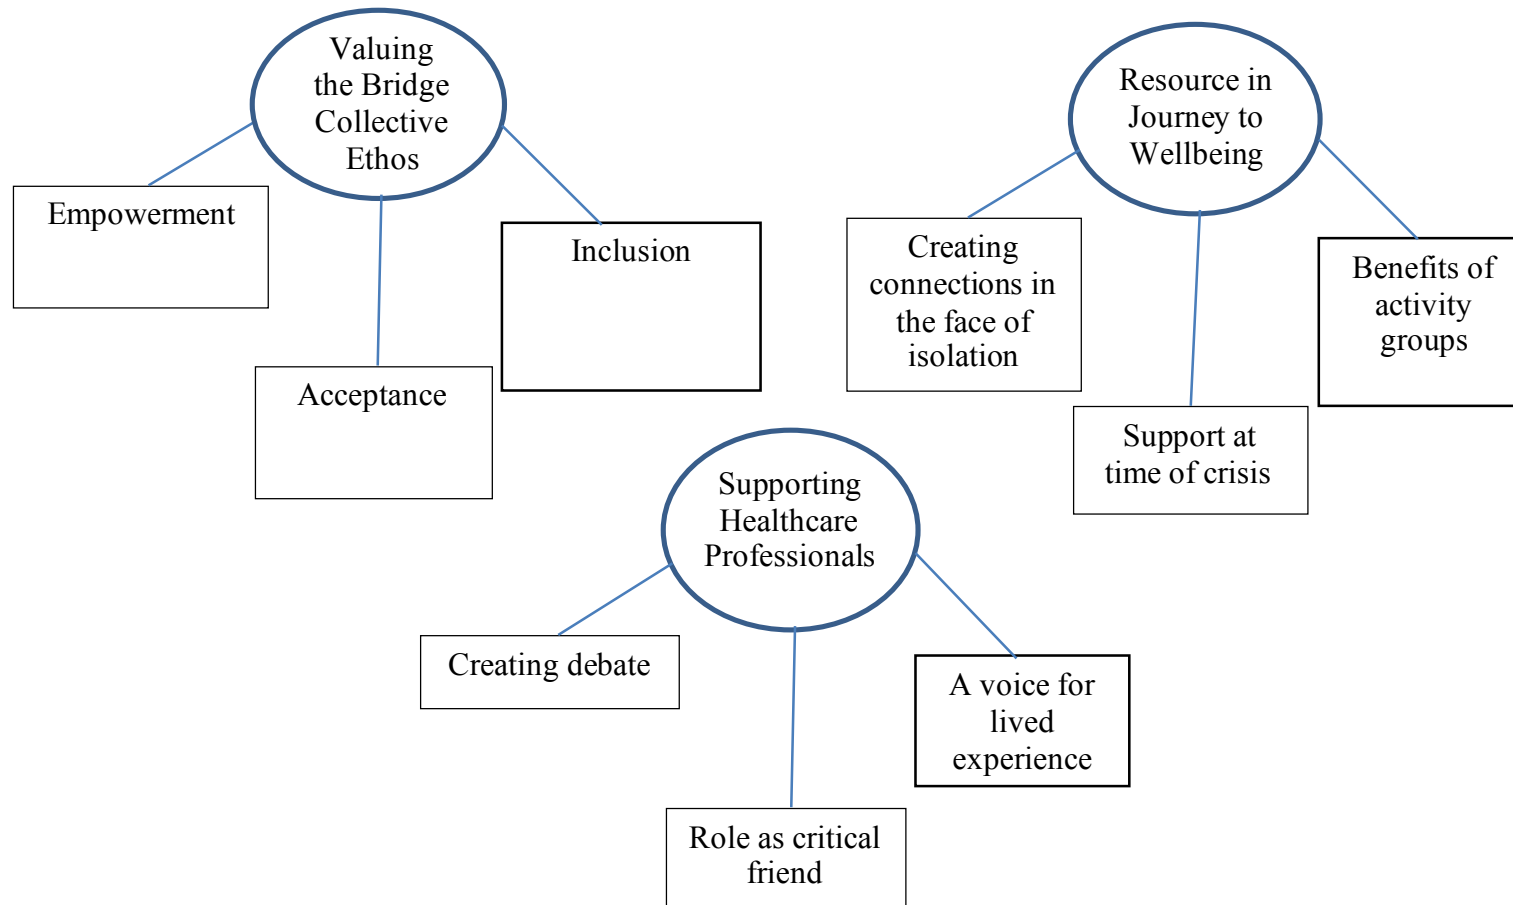 Valuing
the Bridge
Collective
Ethos
Empowerment
Acceptance
Inclusion
Resource in
Journey to
Wellbeing
Creating
connections in
the face of
isolation
Support at
time of crisis
Benefits of
activity
groups
Supporting
Healthcare
Professionals
Creating debate
Role as critical
friend
A voice for
lived
experience